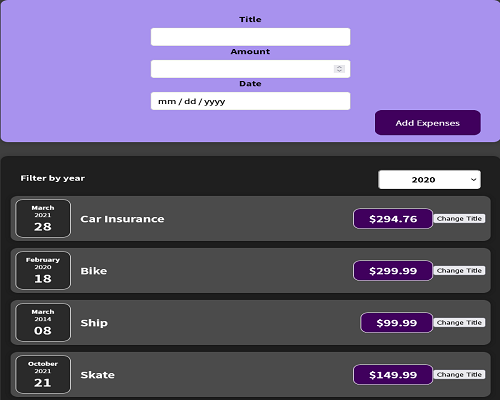 Title
Amount
Date
mm / dd / yyyy
Add Expenses
Filter by year
2020
March
2021
28
Car Insurance
$294.76
Change Title
February
2020
18
Bike
$299.99
Change Title
March
2014
08
Ship
$99.99
Change Title
October
2021
21
Skate
$149.99
Change Title